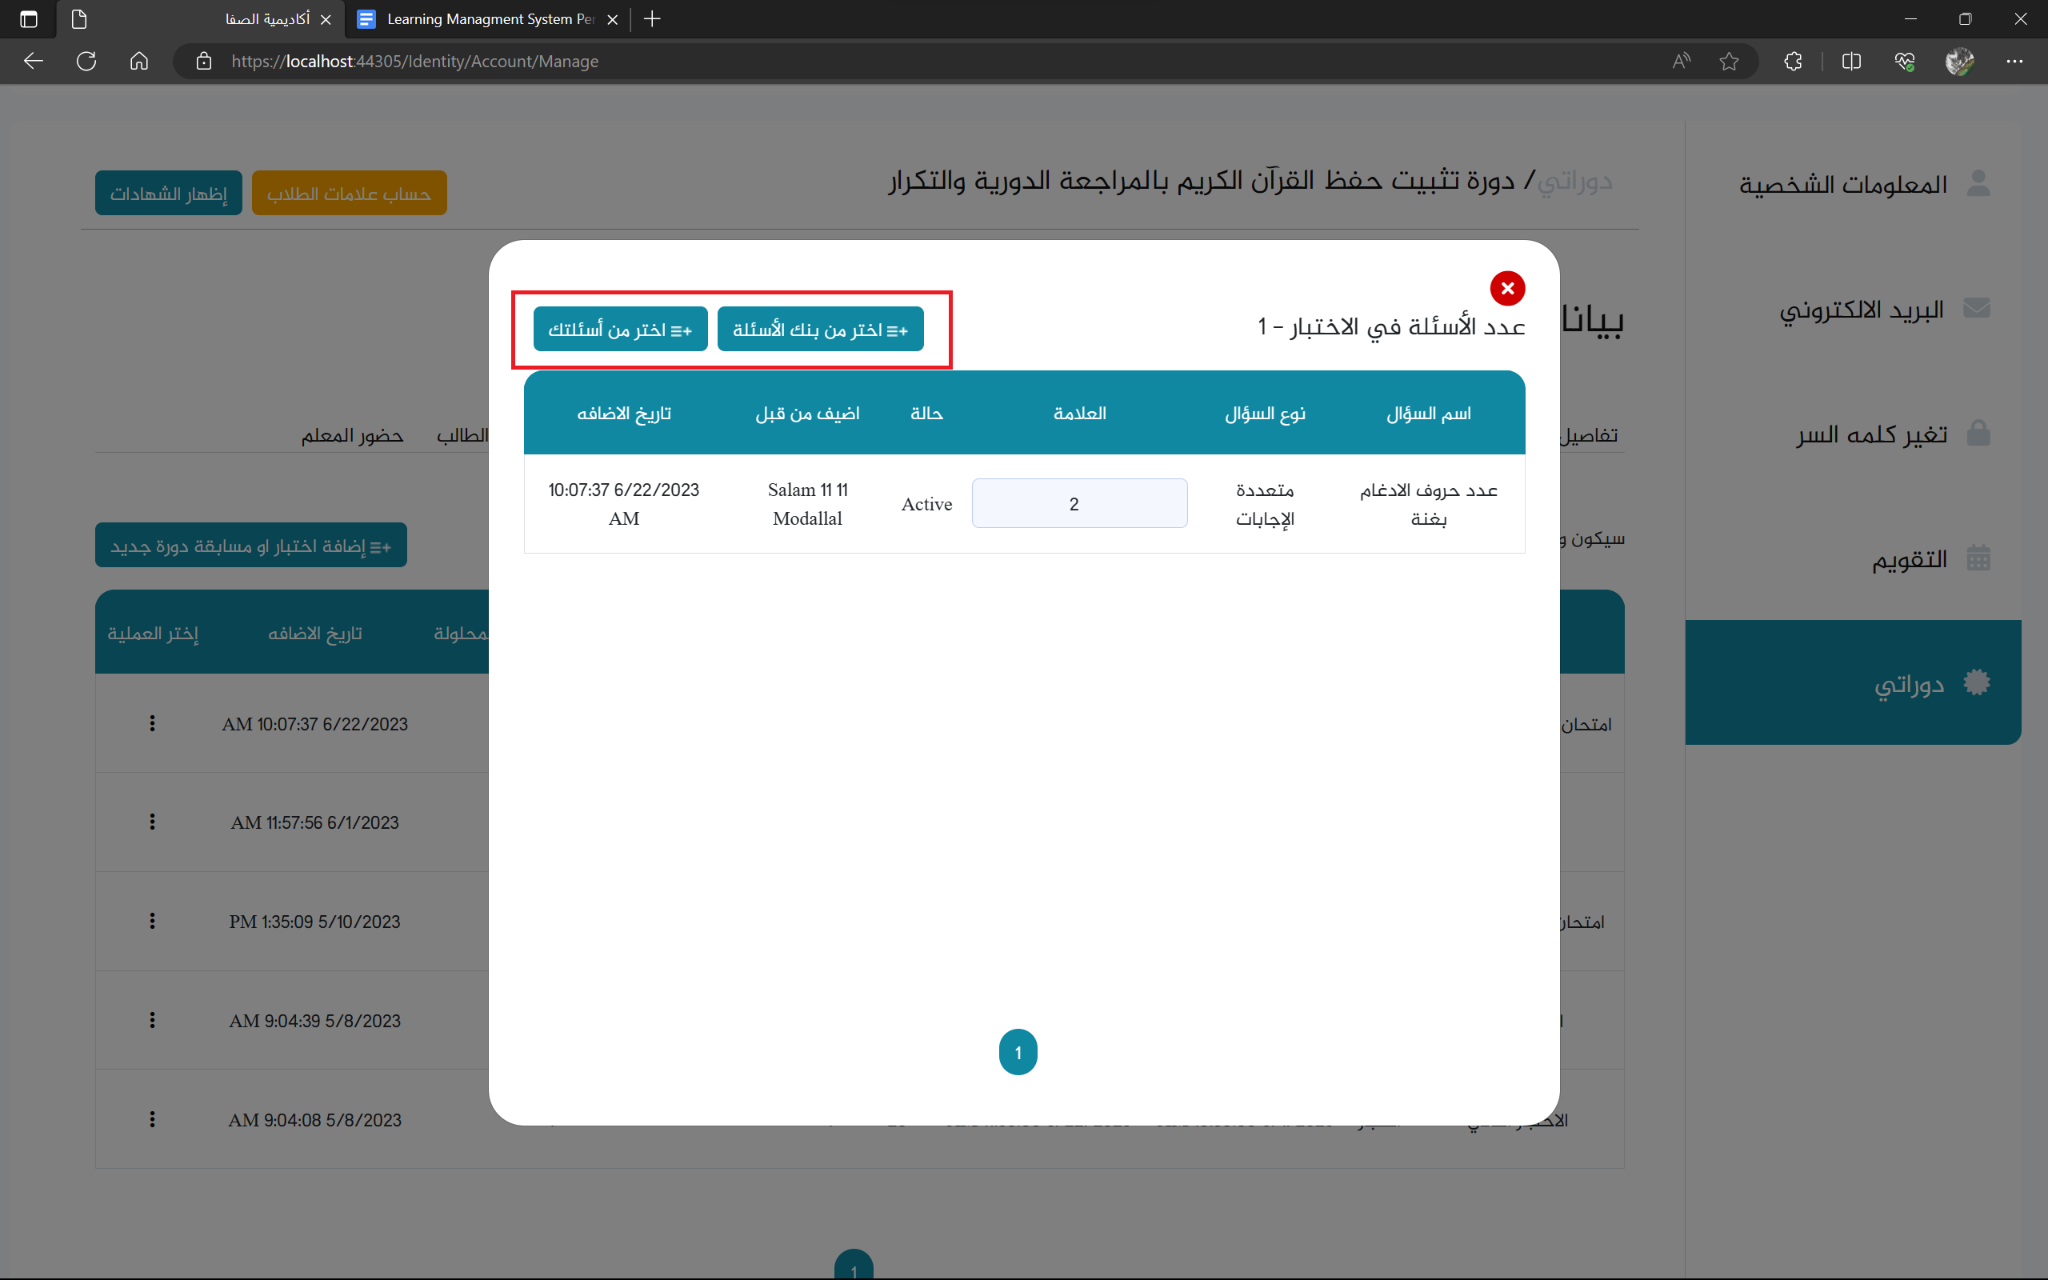 أكاديمية الصفا
Learning Managment System Per
https://localhost:44305/Identity/Account/Manage
المعلومات الشخصية
البريد الالكتروني
تغير كلمه السر
التقويم
دوراتي
دوراتي/ دورة تثبيت حفظ القرآن الكريم بالمراجعة الدورية والتكرار
حساب علامات الطلاب
إظهار الشهادات
تفاصيل
الطالب
حضور المعلم
سيكون
إضافة اختبار او مسابقة دورة جديد
تاريخ الاضافه
إختر العملية
امتحان
AM 10:07:37 6/22/2023
AM 11:57:56 6/1/2023
PM 1:35:09 5/10/2023
AM 9:04:39 5/8/2023
AM 9:04:08 5/8/2023
1
عدد الأسئلة في الاختبار - 1
اختر من بنك الأسئلة
اختر من أسئلتك
اسم السؤال نوع السؤال العلامة حالة اضيف من قبل تاريخ الاضافه
عدد حروف الادغام
بغنة
متعددة
الإجابات
2
Active
Salam 11 11
Modallal
10:07:37 6/22/2023
AM
1